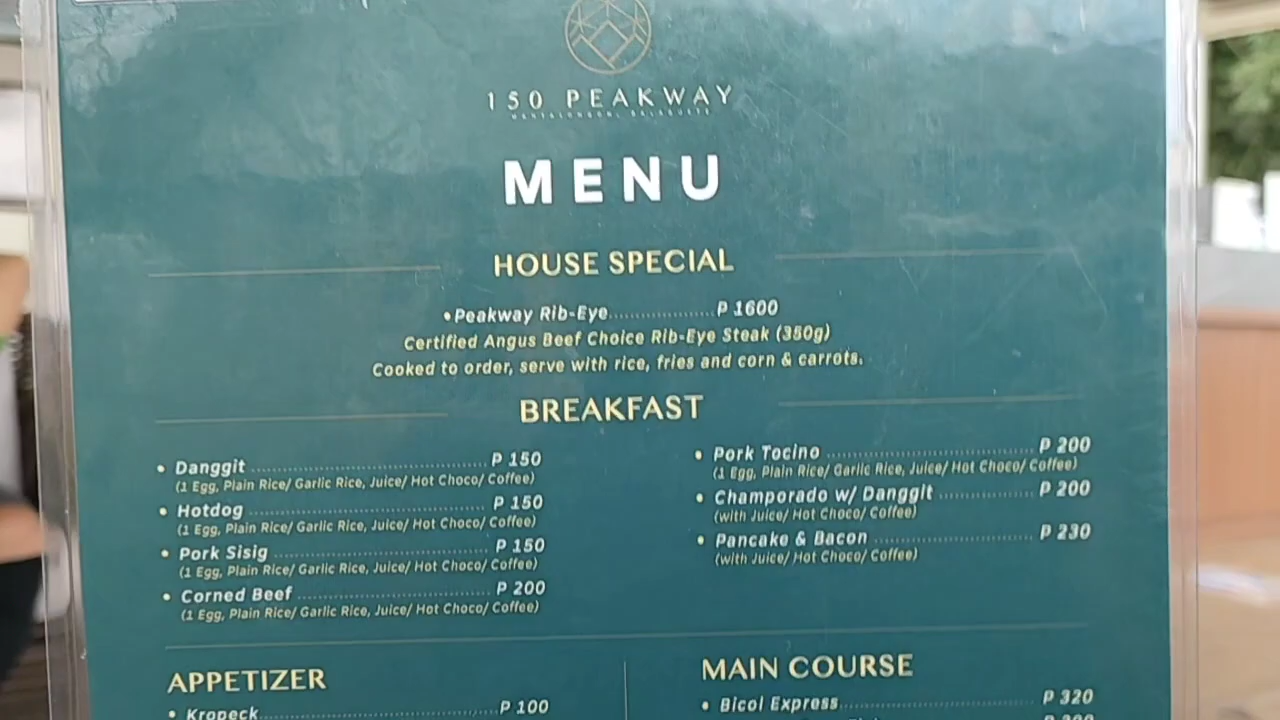 150 PEAKWAY
MENU
HOUSE SPECIAL
•Peakway Rib-Eye....................P 1600
Certified Angus Beef Choice Rib-Eye Steak (350g)
Cooked to order, serve with rice, fries and corn & carrots.
BREAKFAST
• Danggit ............................................ P 150
(1 Egg, Plain Rice/ Garlic Rice, Juice/ Hot Choco/ Coffee)
• Hotdog ............................................. P 150
(1 Egg, Plain Rice/ Garlic Rice, Juice/ Hot Choco/ Coffee)
• Pork Sisig ........................................ P 150
(1 Egg, Plain Rice/ Garlic Rice, Juice/ Hot Choco/ Coffee)
• Corned Beef ................................... P 200
(1 Egg, Plain Rice/ Garlic Rice, Juice/ Hot Choco/ Coffee)
• Pork Tocino ..................................... P 200
(1 Egg, Plain Rice/ Garlic Rice, Juice/ Hot Choco/ Coffee)
• Champorado w/ Danggit ................ P 200
(with Juice/ Hot Choco/ Coffee)
• Pancake & Bacon ........................... P 230
(with Juice/ Hot Choco/ Coffee)
APPETIZER
• Kropeck............................................P 100
MAIN COURSE
• Bicol Express................................... P 320